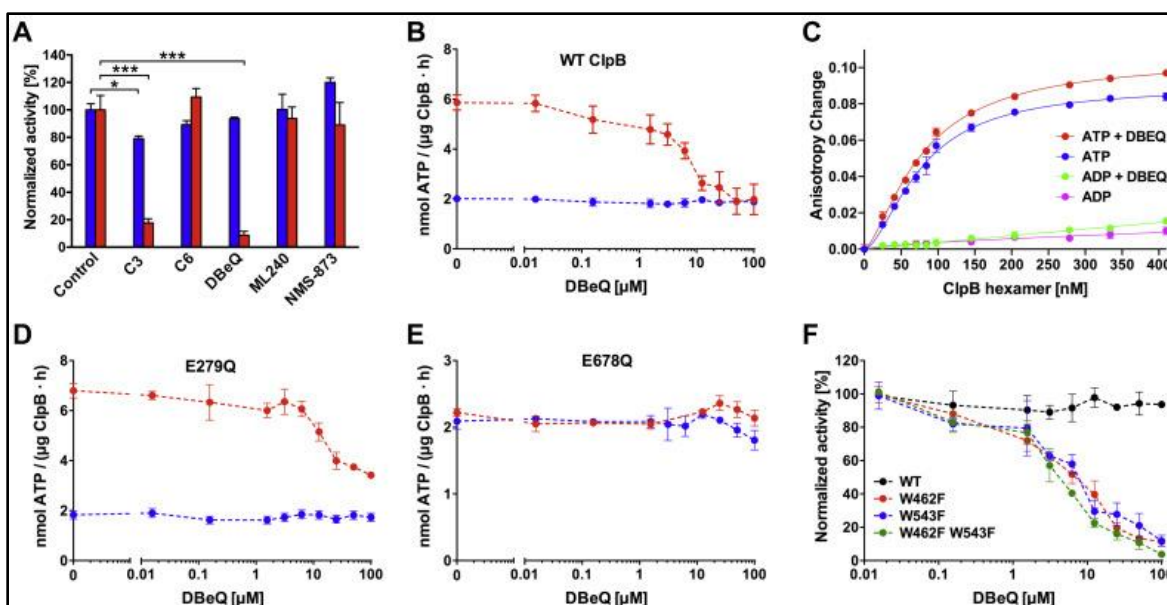 A
Normalized activity [%]
140
120
100
80
60
40
20
0
***
***
*
Control
C3
C6
DBeQ
ML240
NMS-873
B
WT ClpB
nmol ATP / (µg ClpB · h)
8
6
4
2
0
0
0.01
0.1
1
10
100
DBeQ [µM]
C
Anisotropy Change
0.10
0.08
0.06
0.04
0.02
0.00
ATP + DBEQ
ATP
ADP + DBEQ
ADP
0
50
100
150
200
250
300
350
400
ClpB hexamer [nM]
D
E279Q
nmol ATP / (µg ClpB · h)
8
6
4
2
0
0
0.01
0.1
1
10
100
DBeQ [µM]
E
E678Q
nmol ATP / (µg ClpB · h)
3
2
1
0
0
0.01
0.1
1
10
100
DBeQ [µM]
F
Normalized activity [%]
120
100
80
60
40
20
0
WT
W462F
W543F
W462F W543F
0.01
0.1
1
10
100
DBeQ [µM]